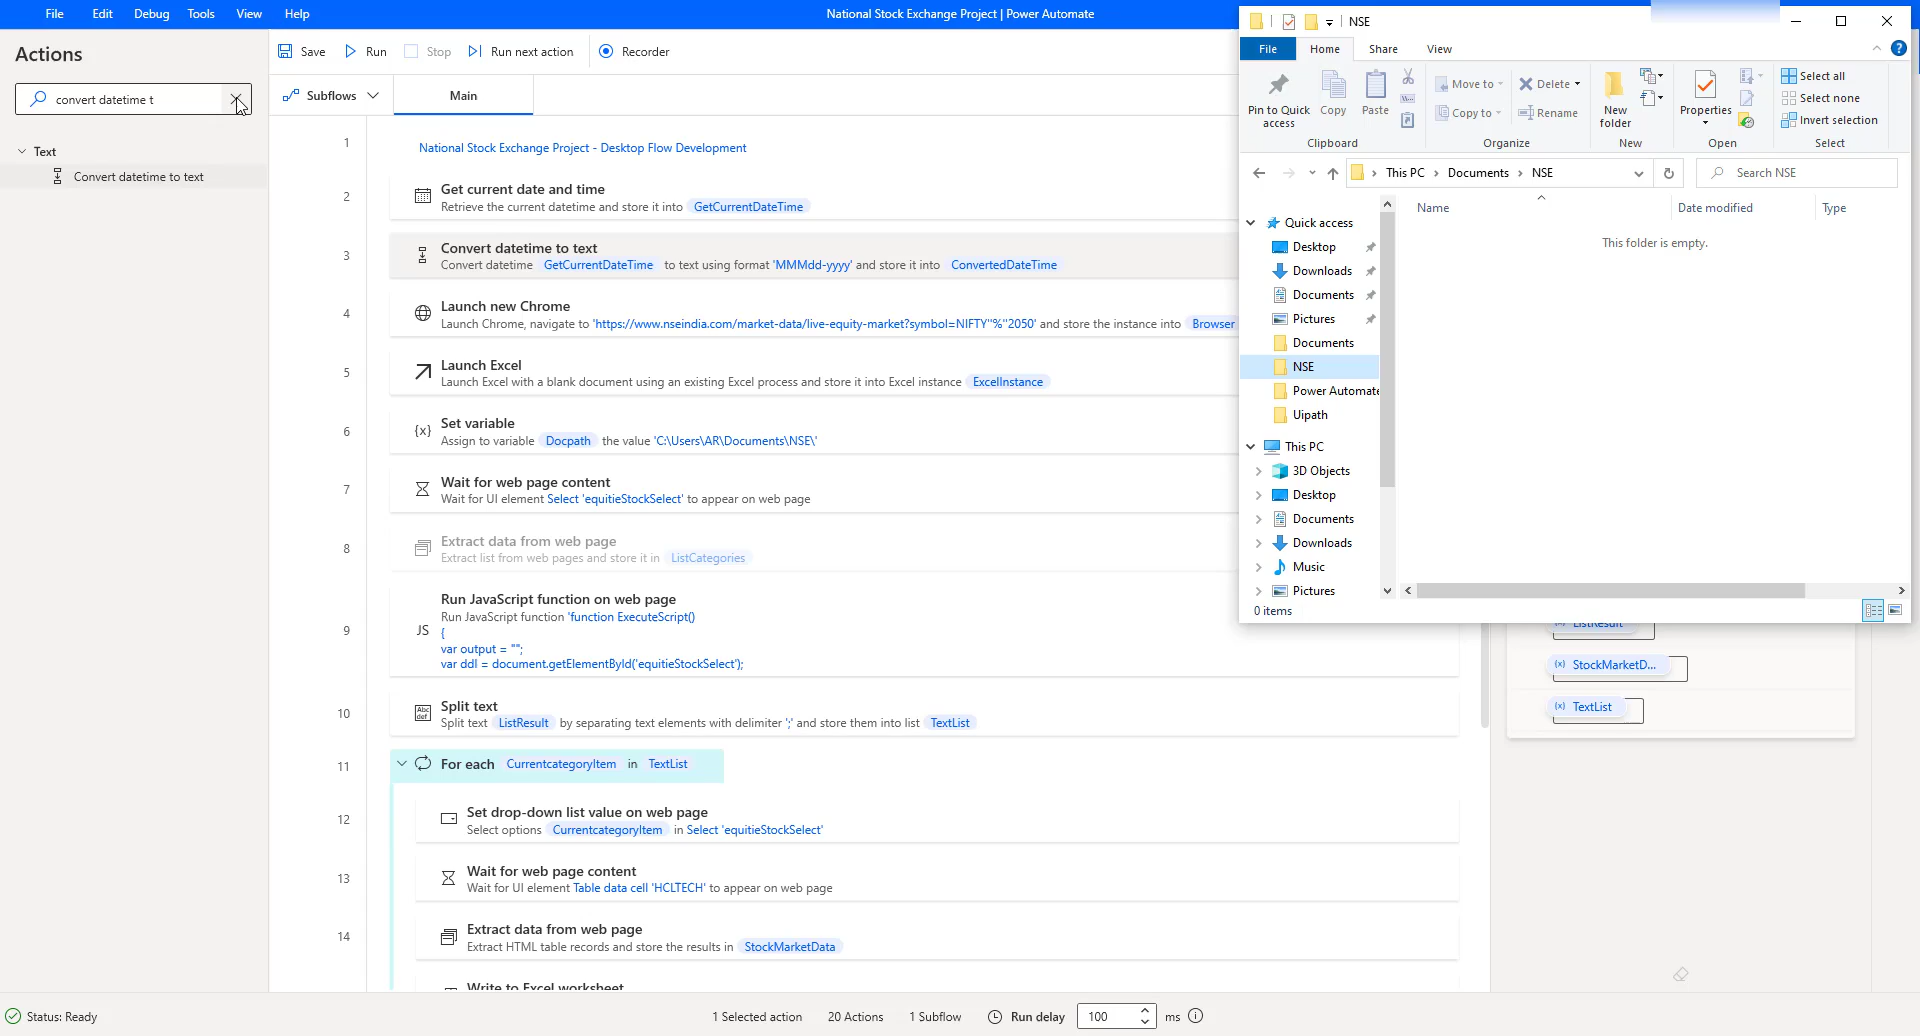 File Edit Debug Tools View Help
National Stock Exchange Project | Power Automate
Actions
convert datetime t
Text
Convert datetime to text
Save Run Stop Run next action Recorder
Subflows Main
1
National Stock Exchange Project - Desktop Flow Development
2
Get current date and time
Retrieve the current datetime and store it into GetCurrentDateTime
3
Convert datetime to text
Convert datetime GetCurrentDateTime to text using format 'MMMdd-yyyy' and store it into ConvertedDateTime
4
Launch new Chrome
Launch Chrome, navigate to 'https://www.nseindia.com/market-data/live-equity-market?symbol=NIFTY''%''2050' and store the instance into Browser
5
Launch Excel
Launch Excel with a blank document using an existing Excel process and store it into Excel instance ExcelInstance
6
{x} Set variable
Assign to variable Docpath the value 'C:\Users\AR\Documents\NSE\'
7
Wait for web page content
Wait for UI element Select 'equitieStockSelect' to appear on web page
8
Extract data from web page
Extract list from web pages and store it in ListCategories
9
JS
Run JavaScript function on web page
Run JavaScript function 'function ExecuteScript()
{
var output = "";
var ddl = document.getElementById('equitieStockSelect');
10
Abc def
Split text
Split text ListResult by separating text elements with delimiter ';' and store them into list TextList
11
For each CurrentcategoryItem in TextList
12
Set drop-down list value on web page
Select options CurrentcategoryItem in Select 'equitieStockSelect'
13
Wait for web page content
Wait for UI element Table data cell 'HCLTECH' to appear on web page
14
Extract data from web page
Extract HTML table records and store the results in StockMarketData
Write to Excel worksheet
NSE
File Home Share View
Pin to Quick access
Copy
Paste
Clipboard
Move to
Copy to
Delete
Rename
Organize
New folder
New
Properties
Open
Select all
Select none
Invert selection
Select
This PC > Documents > NSE
Search NSE
Name Date modified Type
This folder is empty.
Quick access
Desktop
Downloads
Documents
Pictures
Documents
NSE
Power Automate
Uipath
This PC
3D Objects
Desktop
Documents
Downloads
Music
Pictures
0 items
{x} ListResult
{x} StockMarketD...
{x} TextList
Status: Ready
1 Selected action 20 Actions 1 Subflow Run delay 100 ms